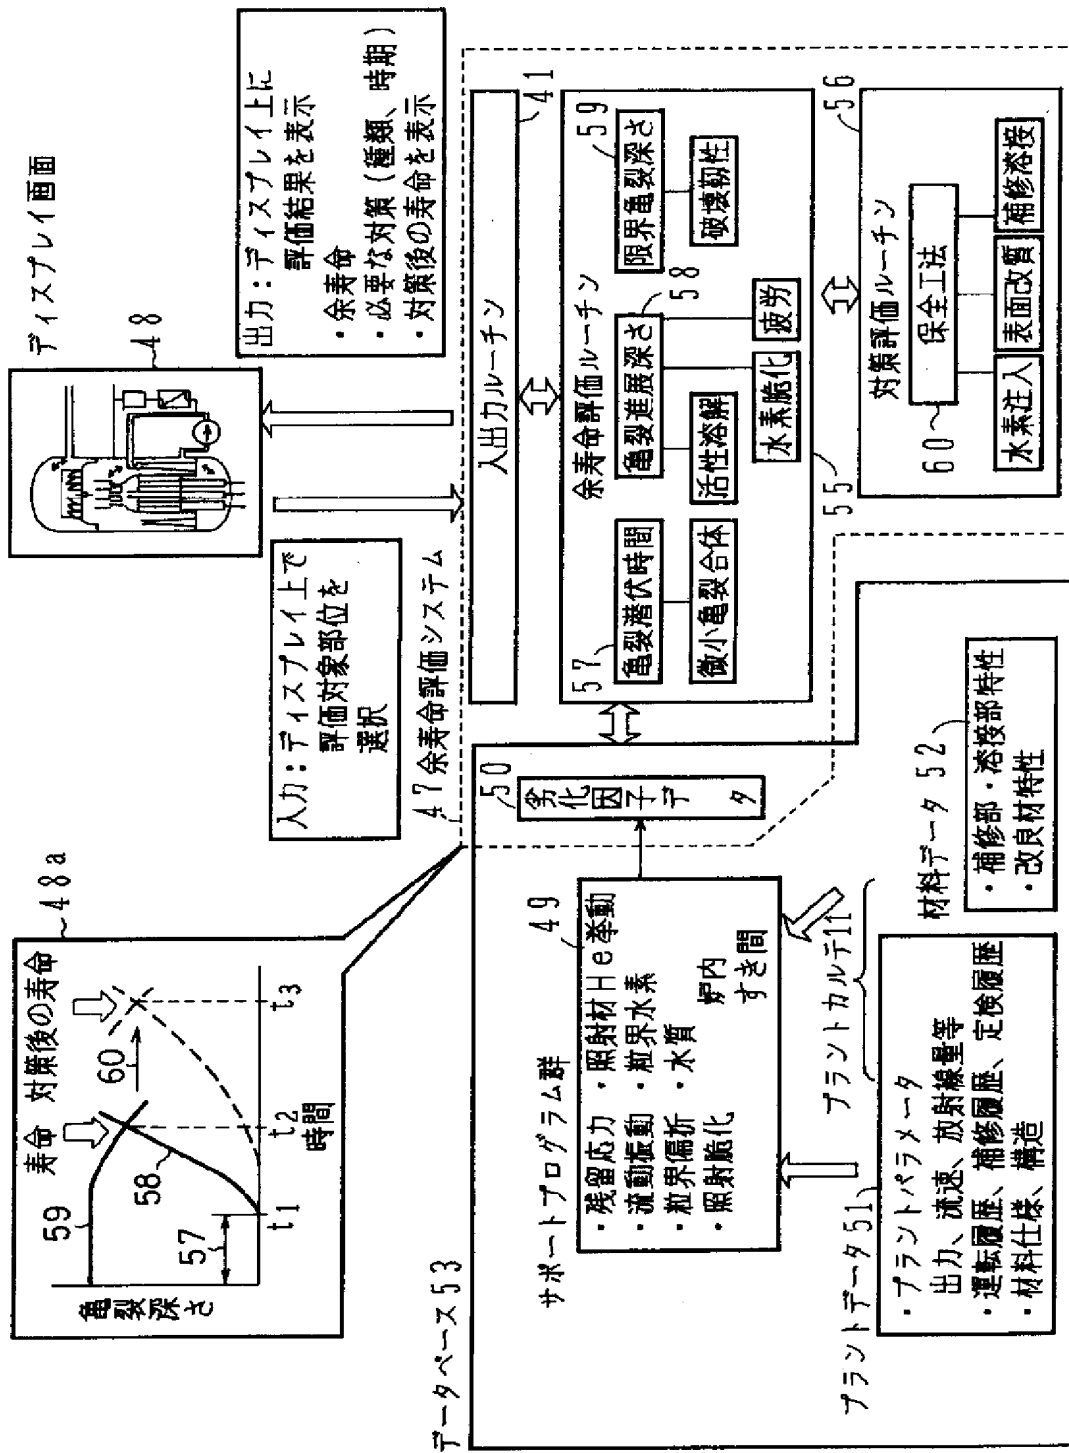 ディスプレイ画面
48
出力:ディスプレイ上に
評価結果を表示
・余寿命
・必要な対策(種類、時期)
・対策後の寿命を表示
入力:ディスプレイ上で
評価対象部位を
選択
48a
寿命 対策後の寿命
59
60
58
57
t1
t2
t3
時間
亀裂深さ
47余寿命評価システム
入出力ルーチン
41
余寿命評価ルーチン
57
亀裂潜伏時間
微小亀裂合体
亀裂進展深さ
58
活性溶解
水素脆化
疲労
限界亀裂深さ
59
破壊靭性
55
対策評価ルーチン
56
60
保全工法
水素注入
表面改質
補修溶接
データベース53
50
劣化因子データ
サポートプログラム群
49
・残留応力 ・照射材He挙動
・流動振動 ・粒界水素
・粒界偏析 ・水質
・照射脆化
炉内
すき間
プラントカルテ11
プラントデータ51
・プラントパラメータ
出力、流速、放射線量等
・運転履歴、補修履歴、定検履歴
・材料仕様、構造
材料データ 52
・補修部・溶接部特性
・改良材特性